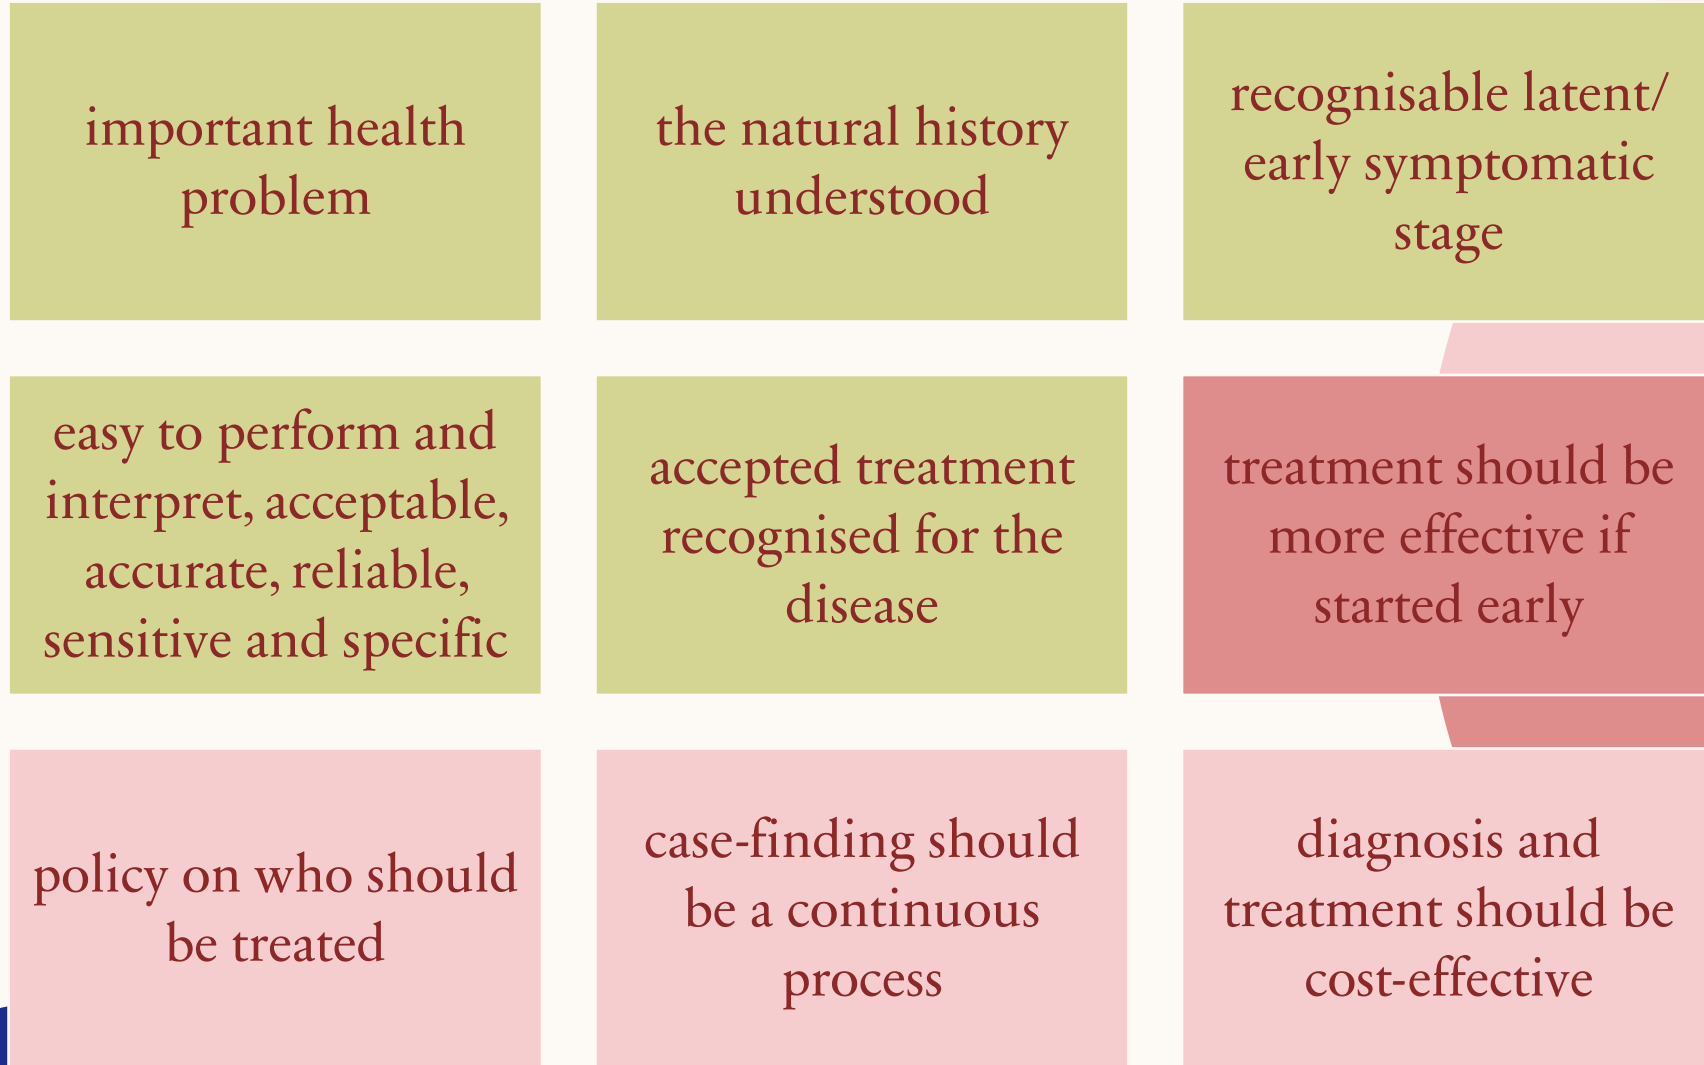 important health
problem
the natural history
understood
recognisable latent/
early symptomatic
stage
easy to perform and
interpret, acceptable,
accurate, reliable,
sensitive and specific
accepted treatment
recognised for the
disease
treatment should be
more effective if
started early
policy on who should
be treated
case-finding should
be a continuous
process
diagnosis and
treatment should be
cost-effective